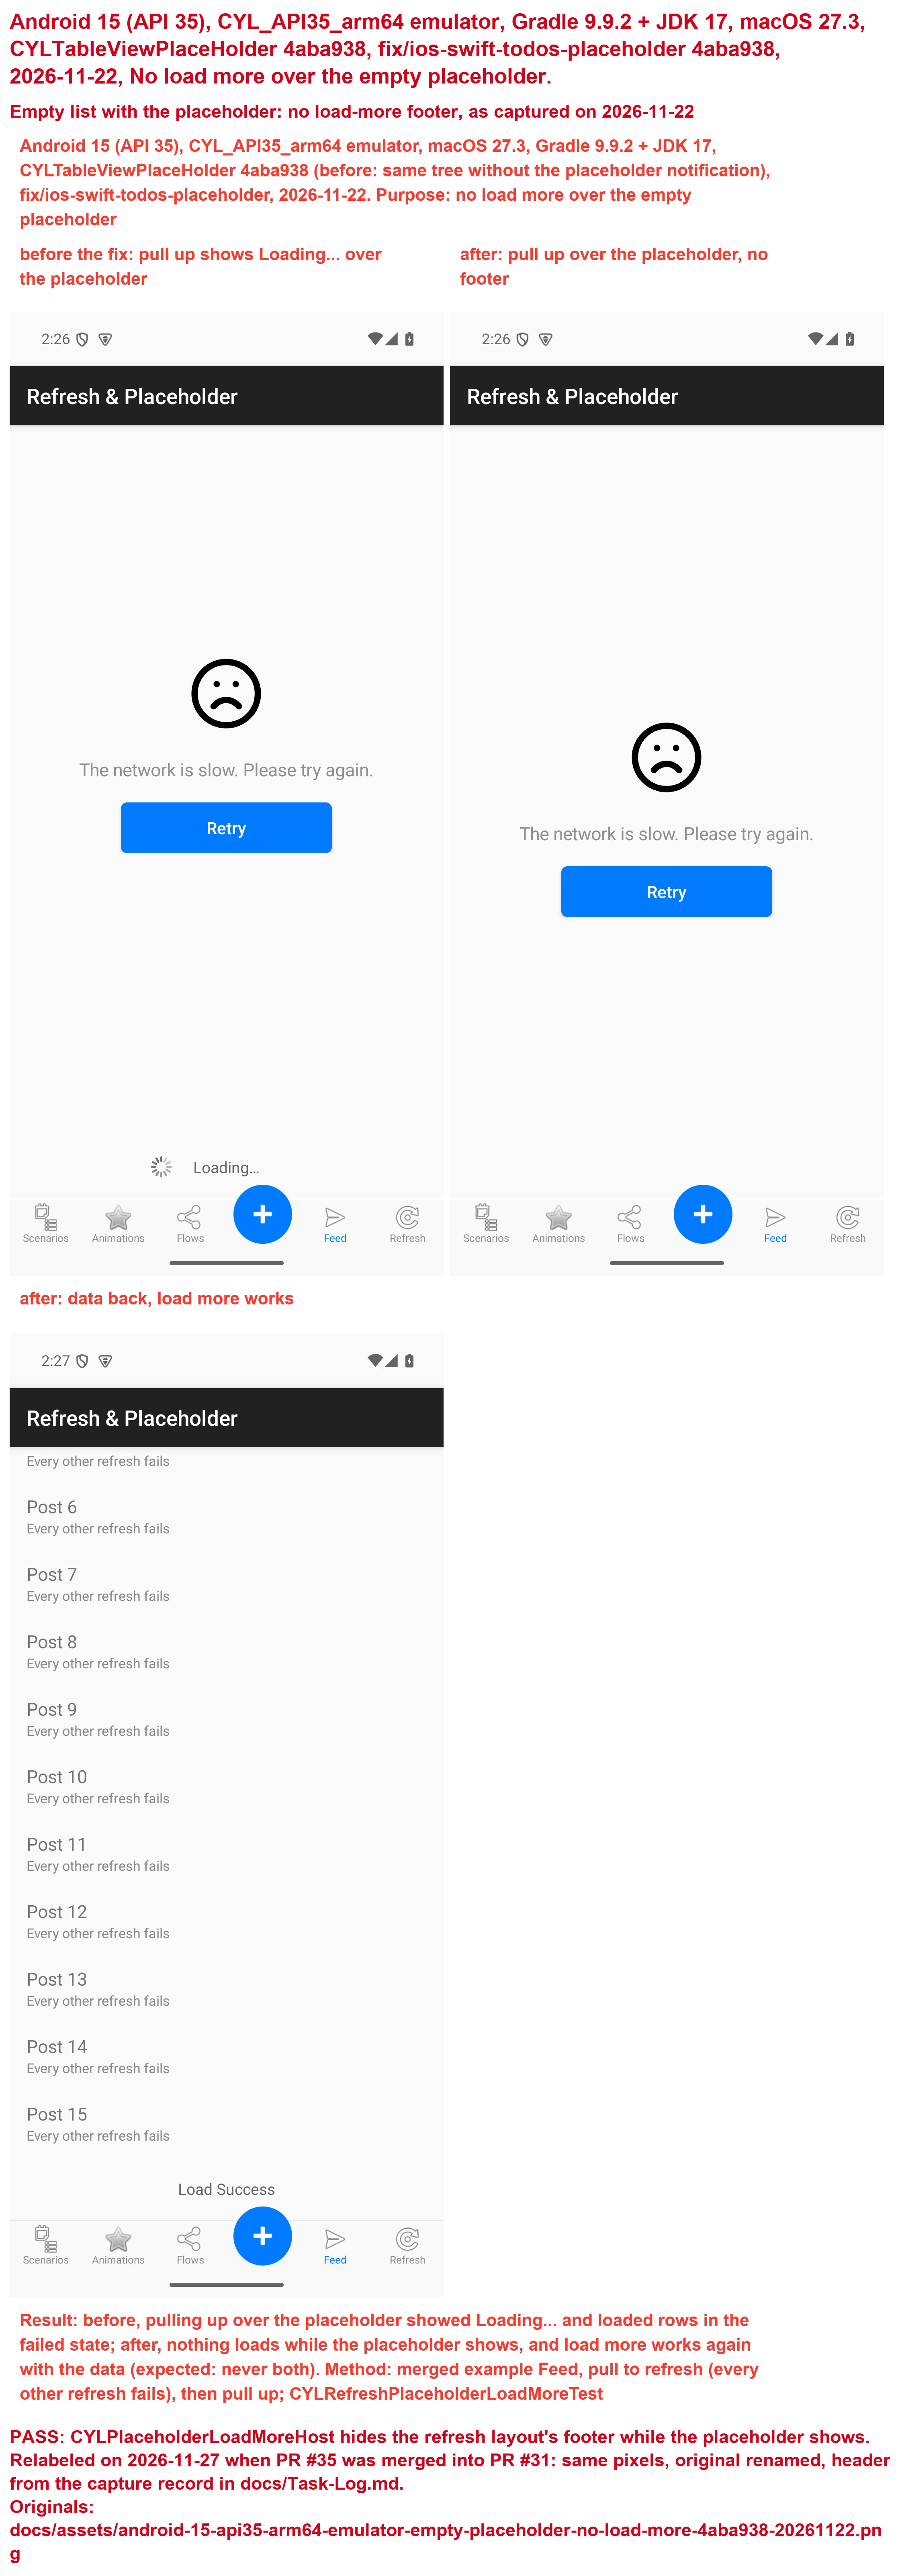 Android 15 (API 35), CYL_API35_arm64 emulator, Gradle 9.9.2 + JDK 17, macOS 27.3,
CYLTableViewPlaceHolder 4aba938, fix/ios-swift-todos-placeholder 4aba938,
2026-11-22, No load more over the empty placeholder.
Empty list with the placeholder: no load-more footer, as captured on 2026-11-22
Android 15 (API 35), CYL_API35_arm64 emulator, macOS 27.3, Gradle 9.9.2 + JDK 17,
CYLTableViewPlaceHolder 4aba938 (before: same tree without the placeholder notification),
fix/ios-swift-todos-placeholder, 2026-11-22. Purpose: no load more over the empty
placeholder
before the fix: pull up shows Loading... over
the placeholder
after: pull up over the placeholder, no
footer
2:26
Refresh & Placeholder
The network is slow. Please try again.
Retry
Loading...
Scenarios Animations Flows Feed Refresh
2:26
Refresh & Placeholder
The network is slow. Please try again.
Retry
Scenarios Animations Flows Feed Refresh
after: data back, load more works
2:27
Refresh & Placeholder
Every other refresh fails
Post 6
Every other refresh fails
Post 7
Every other refresh fails
Post 8
Every other refresh fails
Post 9
Every other refresh fails
Post 10
Every other refresh fails
Post 11
Every other refresh fails
Post 12
Every other refresh fails
Post 13
Every other refresh fails
Post 14
Every other refresh fails
Post 15
Every other refresh fails
Load Success
Scenarios Animations Flows Feed Refresh
Result: before, pulling up over the placeholder showed Loading... and loaded rows in the
failed state; after, nothing loads while the placeholder shows, and load more works again
with the data (expected: never both). Method: merged example Feed, pull to refresh (every
other refresh fails), then pull up; CYLRefreshPlaceholderLoadMoreTest
PASS: CYLPlaceholderLoadMoreHost hides the refresh layout's footer while the placeholder shows.
Relabeled on 2026-11-27 when PR #35 was merged into PR #31: same pixels, original renamed, header
from the capture record in docs/Task-Log.md.
Originals:
docs/assets/android-15-api35-arm64-emulator-empty-placeholder-no-load-more-4aba938-20261122.pn
g